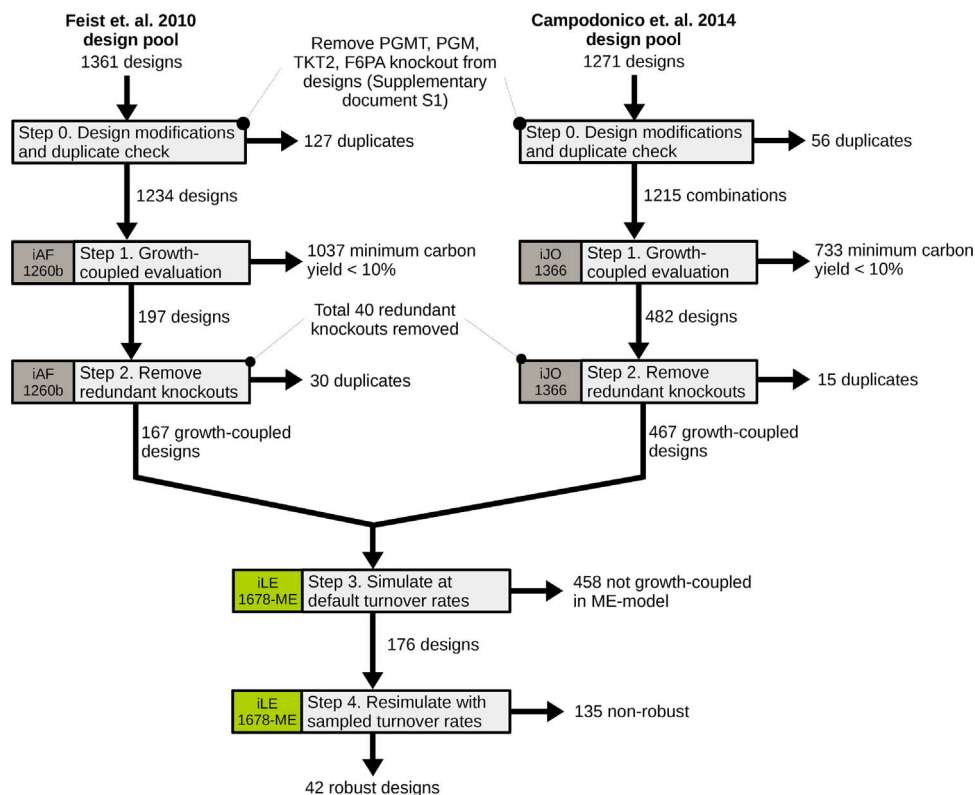 Feist et. al. 2010
design pool
1361 designs
Remove PGMT, PGM,
TKT2, F6PA knockout from
designs (Supplementary
document S1)
Campodonico et. al. 2014
design pool
1271 designs
Step 0. Design modifications
and duplicate check
127 duplicates
Step 0. Design modifications
and duplicate check
56 duplicates
1234 designs
1215 combinations
iAF
1260b
Step 1. Growth-
coupled evaluation
1037 minimum carbon
yield < 10%
iJO
1366
Step 1. Growth-
coupled evaluation
733 minimum carbon
yield < 10%
197 designs
Total 40 redundant
knockouts removed
482 designs
iAF
1260b
Step 2. Remove
redundant knockouts
30 duplicates
iJO
1366
Step 2. Remove
redundant knockouts
15 duplicates
167 growth-coupled
designs
467 growth-coupled
designs
iLE
1678-ME
Step 3. Simulate at
default turnover rates
458 not growth-coupled
in ME-model
176 designs
iLE
1678-ME
Step 4. Resimulate with
sampled turnover rates
135 non-robust
42 robust designs